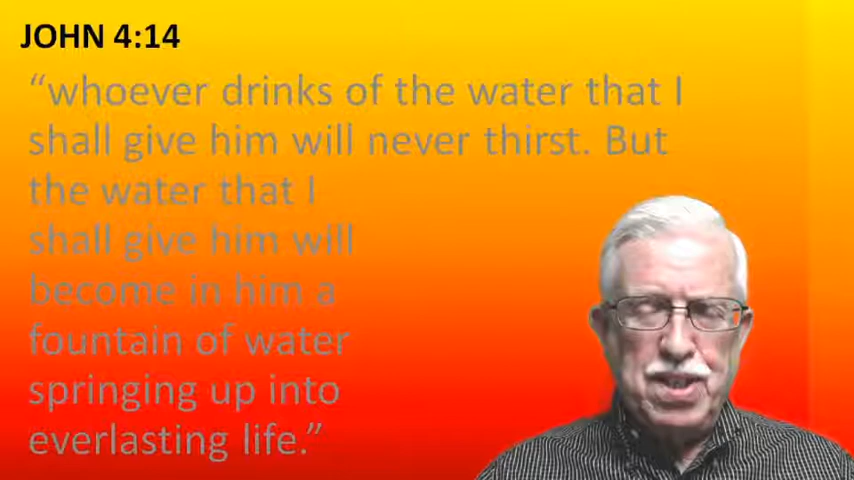 JOHN 4:14
“whoever drinks of the water that I
shall give him will never thirst. But
the water that I
shall give him will
become in him a
fountain of water
springing up into
everlasting life.”